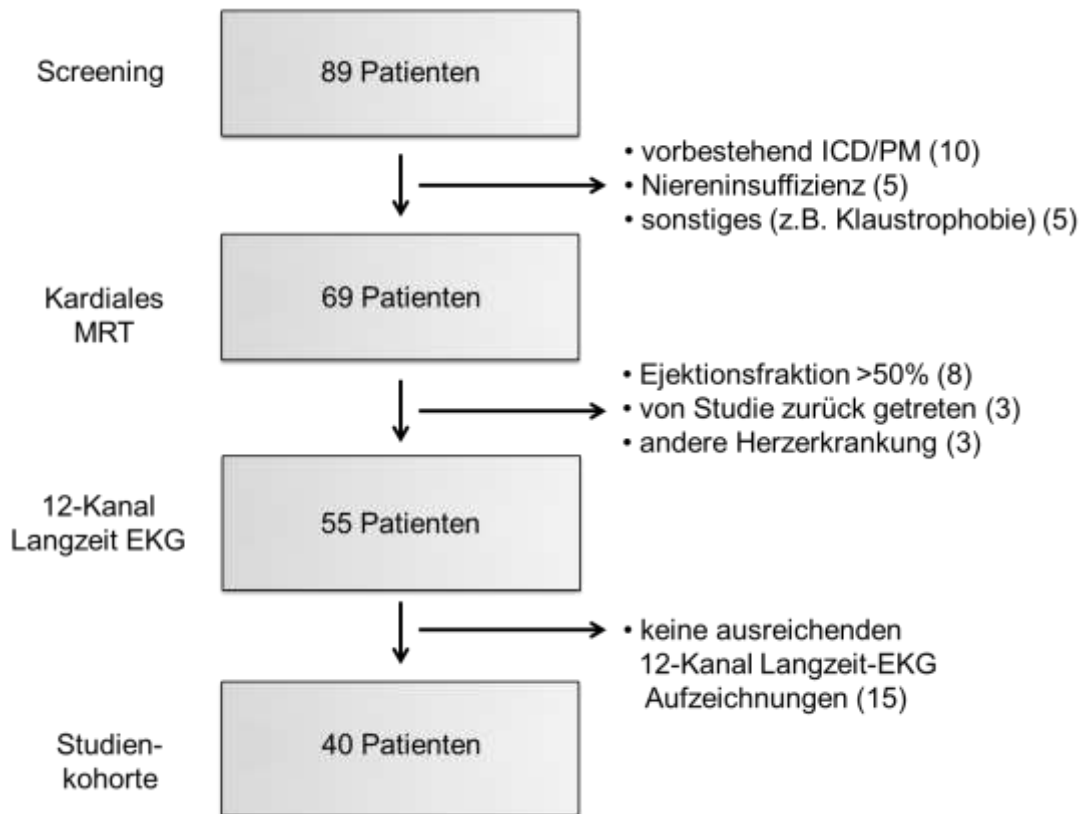 Screening
89 Patienten
• vorbestehend ICD/PM (10)
• Niereninsuffizienz (5)
• sonstiges (z.B. Klaustrophobie) (5)
Kardiales
MRT
69 Patienten
• Ejektionsfraktion >50% (8)
• von Studie zurück getreten (3)
• andere Herzerkrankung (3)
12-Kanal
Langzeit EKG
55 Patienten
• keine ausreichenden
12-Kanal Langzeit-EKG
Aufzeichnungen (15)
Studien-
kohorte
40 Patienten